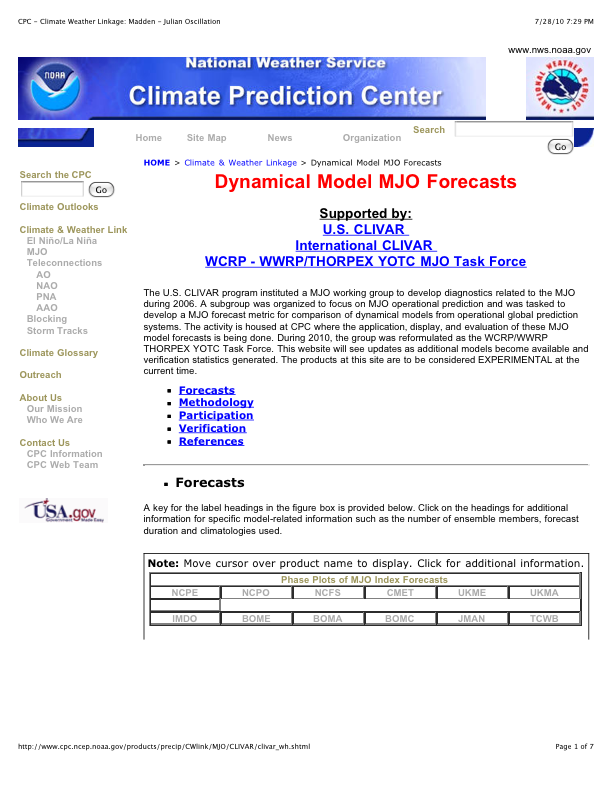 CPC - Climate Weather Linkage: Madden - Julian Oscillation
7/28/10 7:29 PM
www.nws.noaa.gov
NOAA
National Weather Service
Climate Prediction Center
NATIONAL WEATHER SERVICE
Home Site Map News Organization Search
Go
Search the CPC
Go
Climate Outlooks
Climate & Weather Link
El Niño/La Niña
MJO
Teleconnections
AO
NAO
PNA
AAO
Blocking
Storm Tracks
Climate Glossary
Outreach
About Us
Our Mission
Who We Are
Contact Us
CPC Information
CPC Web Team
USA.gov
Government Made Easy
HOME > Climate & Weather Linkage > Dynamical Model MJO Forecasts
Dynamical Model MJO Forecasts
Supported by:
U.S. CLIVAR
International CLIVAR
WCRP - WWRP/THORPEX YOTC MJO Task Force
The U.S. CLIVAR program instituted a MJO working group to develop diagnostics related to the MJO
during 2006. A subgroup was organized to focus on MJO operational prediction and was tasked to
develop a MJO forecast metric for comparison of dynamical models from operational global prediction
systems. The activity is housed at CPC where the application, display, and evaluation of these MJO
model forecasts is being done. During 2010, the group was reformulated as the WCRP/WWRP
THORPEX YOTC Task Force. This website will see updates as additional models become available and
verification statistics generated. The products at this site are to be considered EXPERIMENTAL at the
current time.
Forecasts
Methodology
Participation
Verification
References
Forecasts
A key for the label headings in the figure box is provided below. Click on the headings for additional
information for specific model-related information such as the number of ensemble members, forecast
duration and climatologies used.
Note: Move cursor over product name to display. Click for additional information.
Phase Plots of MJO Index Forecasts
NCPE NCPO NCFS CMET UKME UKMA
IMDO BOME BOMA BOMC JMAN TCWB
http://www.cpc.ncep.noaa.gov/products/precip/CWlink/MJO/CLIVAR/clivar_wh.shtml
Page 1 of 7